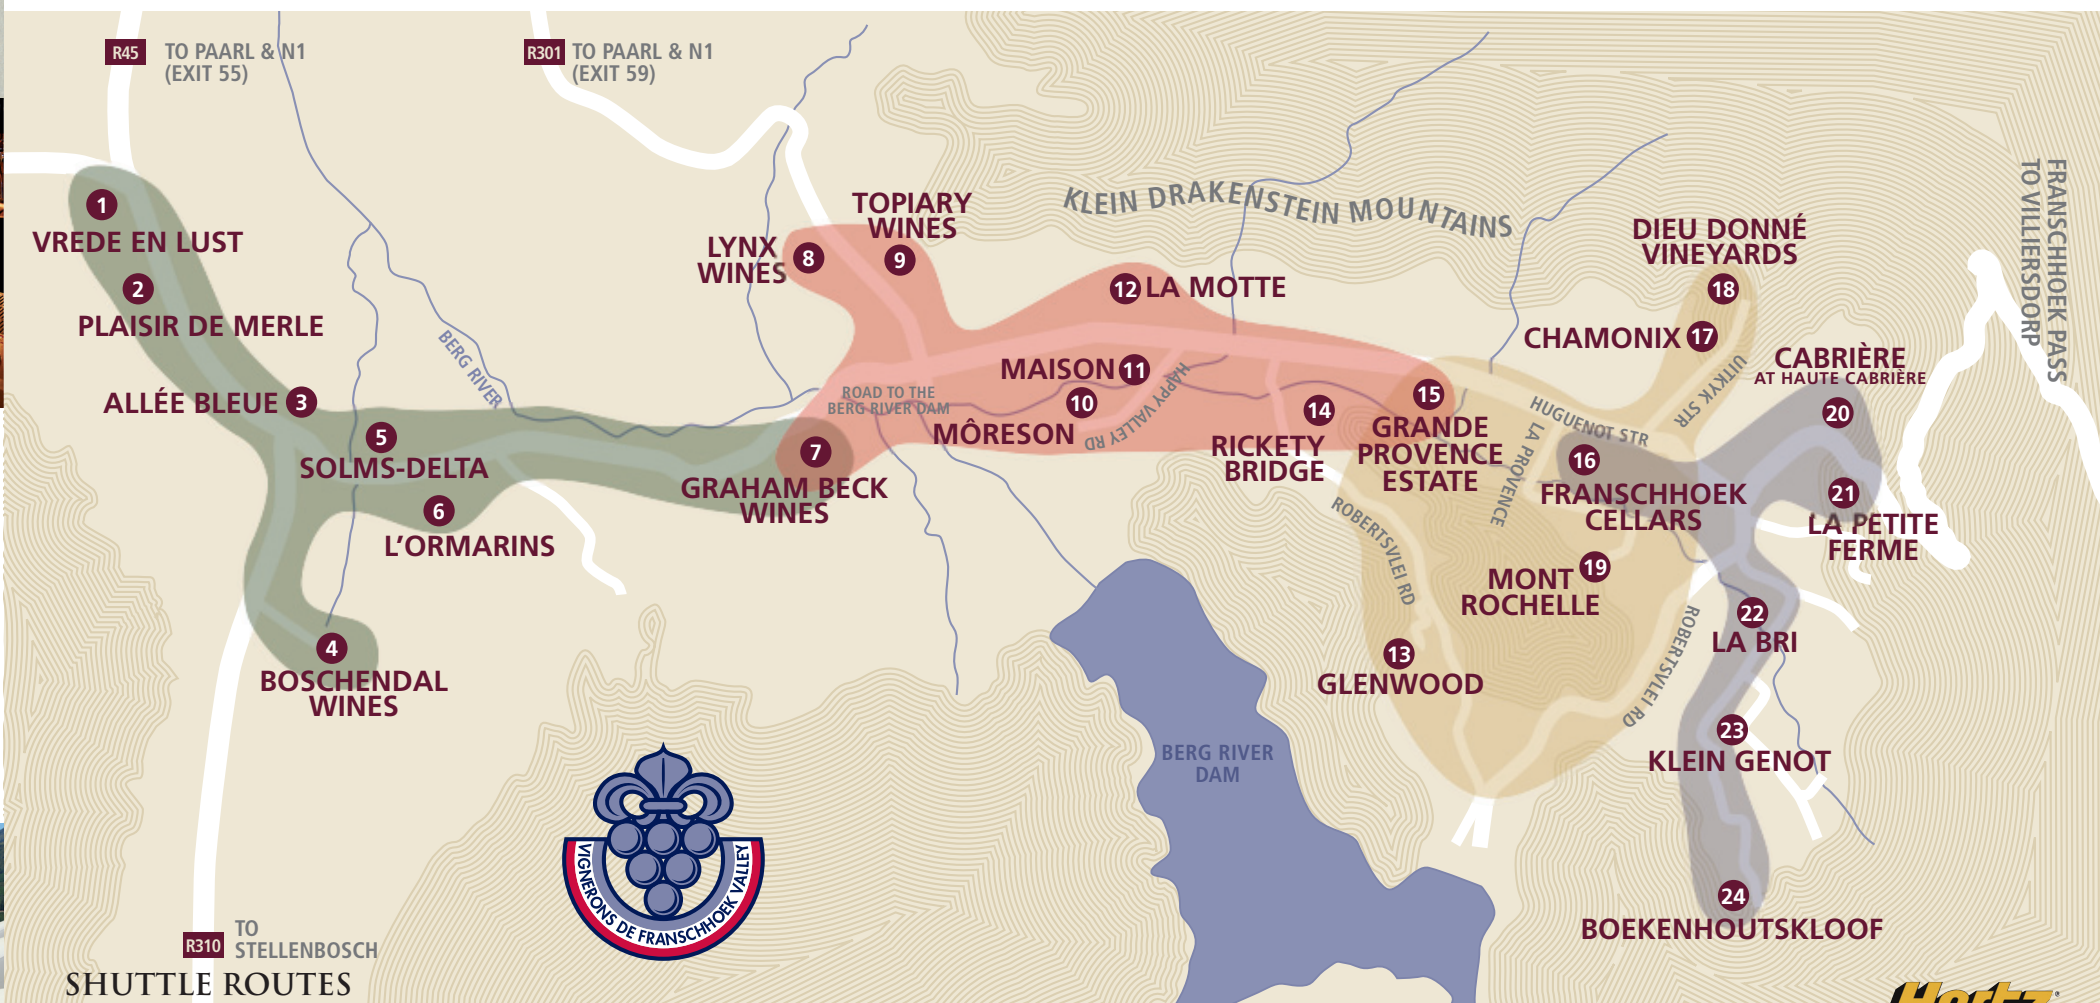 R45
TO PAARL & N1
(EXIT 55)
R301
TO PAARL & N1
(EXIT 59)
FRANSCHHOEK PASS
TO VILLIERSDORP
KLEIN DRAKENSTEIN MOUNTAINS
1
VREDE EN LUST
2
PLAISIR DE MERLE
ALLÉE BLEUE 3
5
SOLMS-DELTA
6
L'ORMARINS
4
BOSCHENDAL
WINES
BERG RIVER
7
GRAHAM BECK
WINES
LYNX
WINES
8
TOPIARY
WINES
9
12 LA MOTTE
MAISON 11
10
MÔRESON
ROAD TO THE
BERG RIVER DAM
HAPPY VALLEY RD
14
RICKETY
BRIDGE
15
GRANDE
PROVENCE
ESTATE
DIEU DONNÉ
VINEYARDS
18
CHAMONIX 17
UITKYK STR
HUGUENOT STR
LA PROVENCE
CABRIÈRE
AT HAUTE CABRIÈRE
20
16
FRANSCHHOEK
CELLARS
21
LA PETITE
FERME
ROBERTSVLEI RD
MONT
ROCHELLE
19
13
GLENWOOD
ROBERTSVLEI RD
22
LA BRI
23
KLEIN GENOT
24
BOEKENHOUTSKLOOF
BERG RIVER
DAM
VIGNERONS DE FRANSCHHOEK VALLEY
R310
TO
STELLENBOSCH
SHUTTLE ROUTES
Hertz